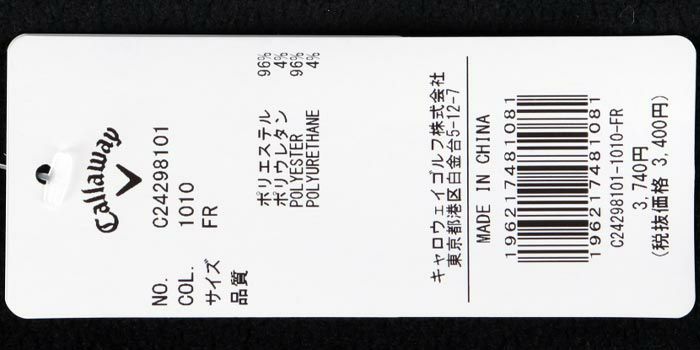 Callaway
NO. C24298101
COL. 1010
サイズ FR
品質
ポリエステル 96%
ポリウレタン 4%
POLYESTER 96%
POLYURETHANE 4%
キャロウェイゴルフ株式会社
東京都港区白金台5-12-7
MADE IN CHINA
196217481081
196217481081
C24298101-1010-FR
3,740円
(税抜価格 3,400円)